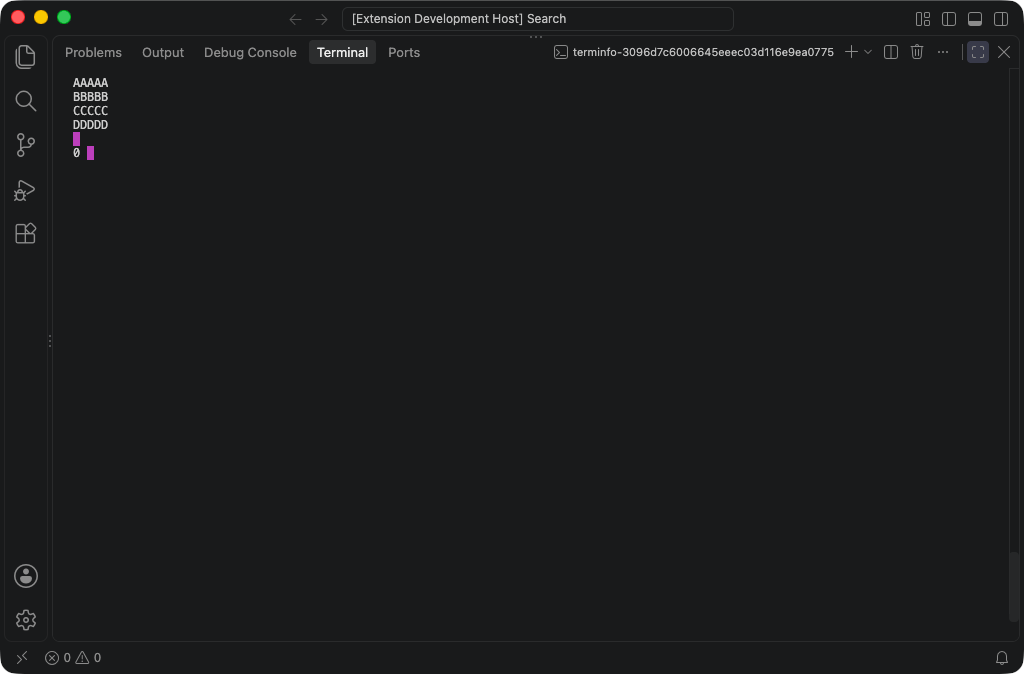 [Extension Development Host] Search
Problems Output Debug Console Terminal Ports
terminfo-3096d7c6006645eeec03d116e9ea0775
AAAAA
BBBBB
CCCCC
DDDDD
0
0 0